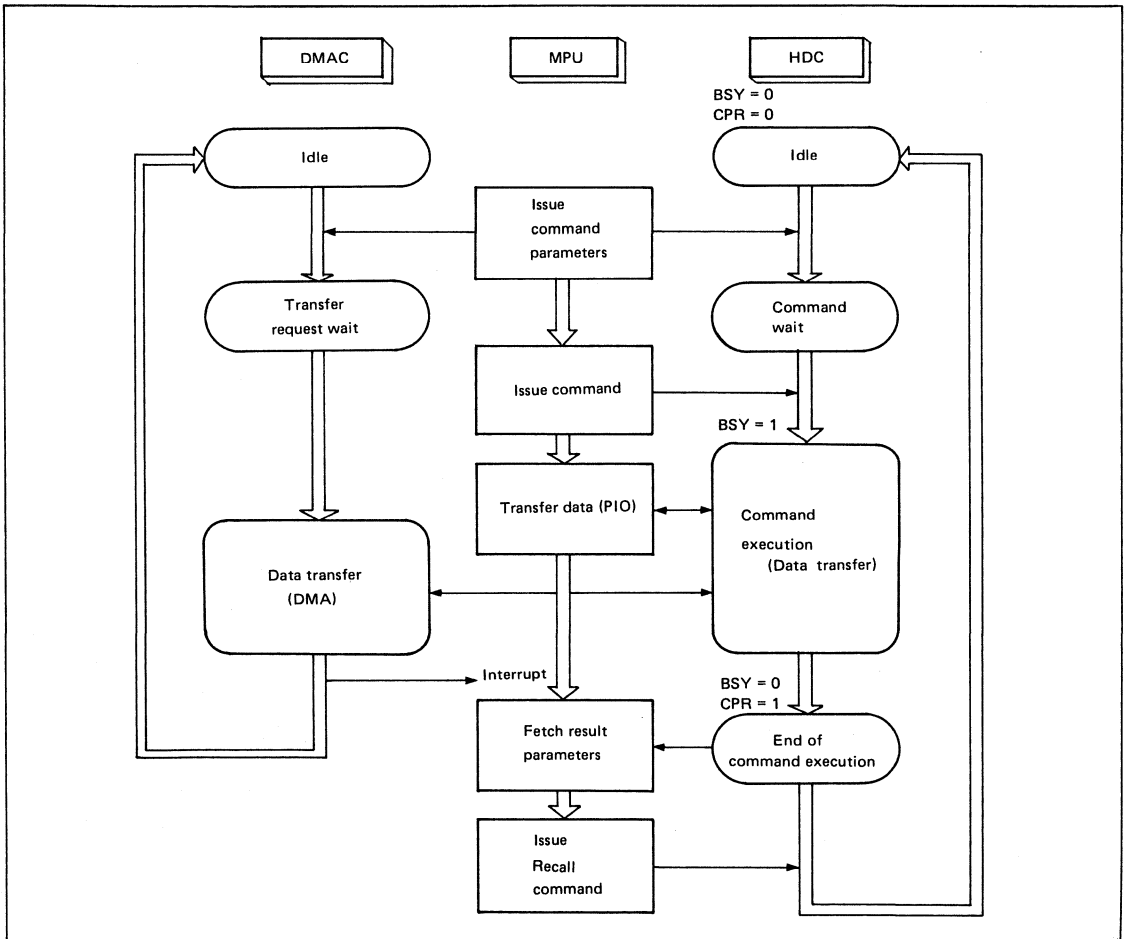 DMAC
MPU
HDC
BSY = 0
CPR = 0
Idle
Idle
Issue
command
parameters
Transfer
request wait
Command
wait
Issue command
BSY = 1
Transfer data (PIO)
Command
execution
(Data transfer)
Data transfer
(DMA)
Interrupt
BSY = 0
CPR = 1
Fetch result
parameters
End of
command execution
Issue
Recall
command